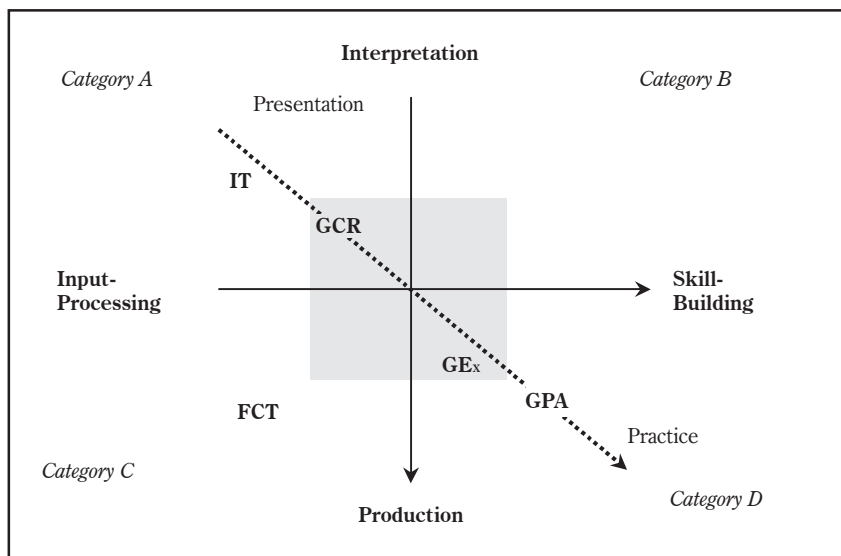 Interpretation
Category A
Category B
Presentation
IT
GCR
Input-
Processing
Skill-
Building
GEx
GPA
FCT
Practice
Category C
Category D
Production